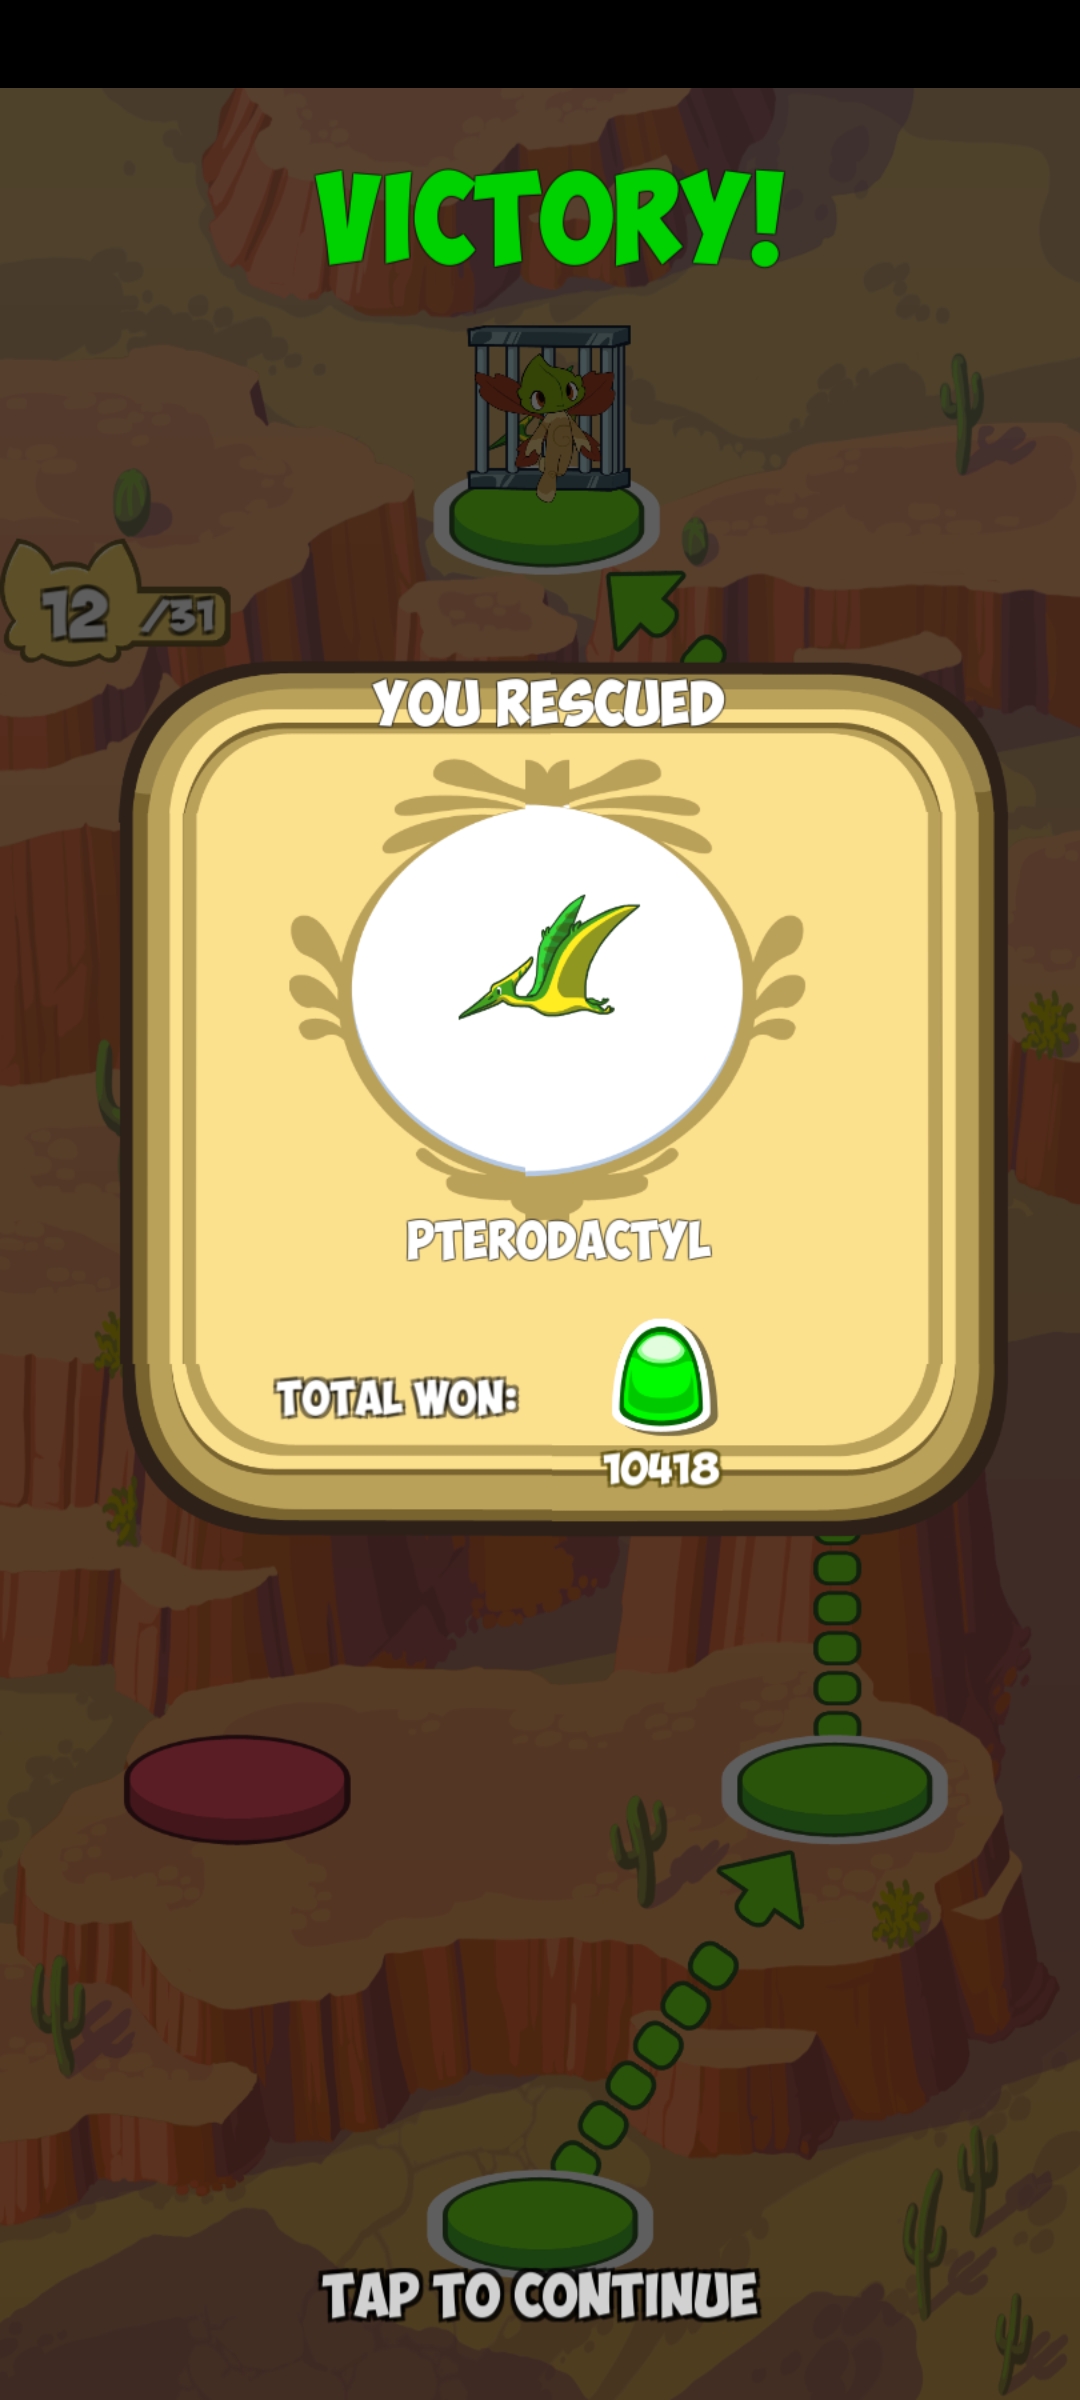 VICTORY!
12 /31
YOU RESCUED
PTERODACTYL
TOTAL WON:
10418
TAP TO CONTINUE